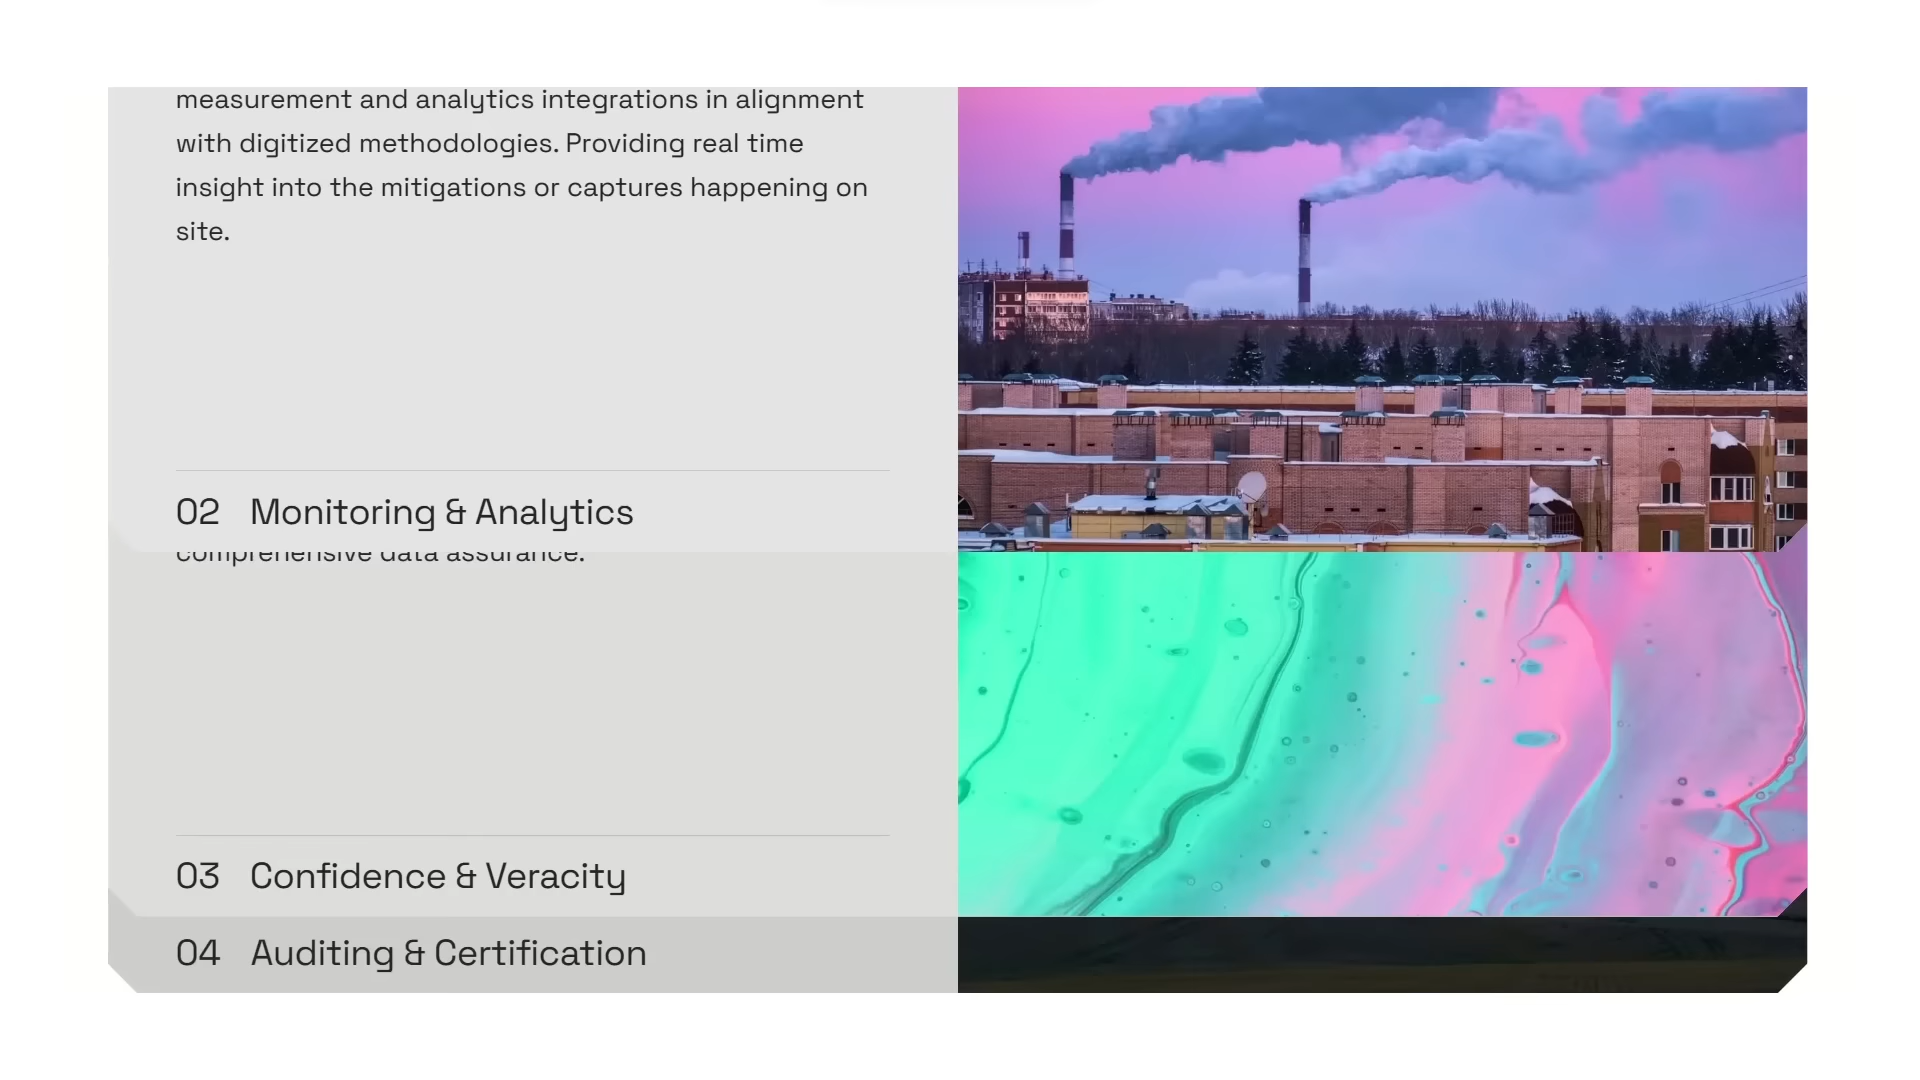 measurement and analytics integrations in alignment
with digitized methodologies. Providing real time
insight into the mitigations or captures happening on
site.
02 Monitoring & Analytics
comprehensive data assurance.
03 Confidence & Veracity
04 Auditing & Certification